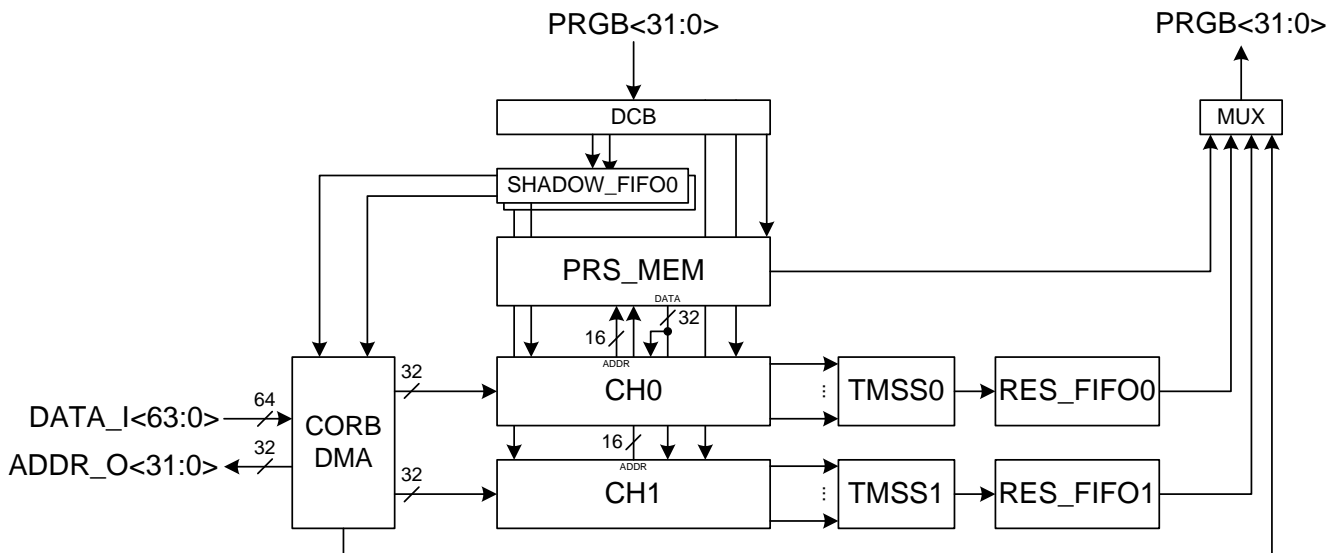 PRGB<31:0>
PRGB<31:0>
DCB
MUX
SHADOW_FIFO0
PRS_MEM
DATA
32
16
ADDR
32
CH0
TMSS0
RES_FIFO0
...
DATA_I<63:0>
64
CORB
DMA
ADDR_O<31:0>
32
16
ADDR
32
CH1
TMSS1
RES_FIFO1
...